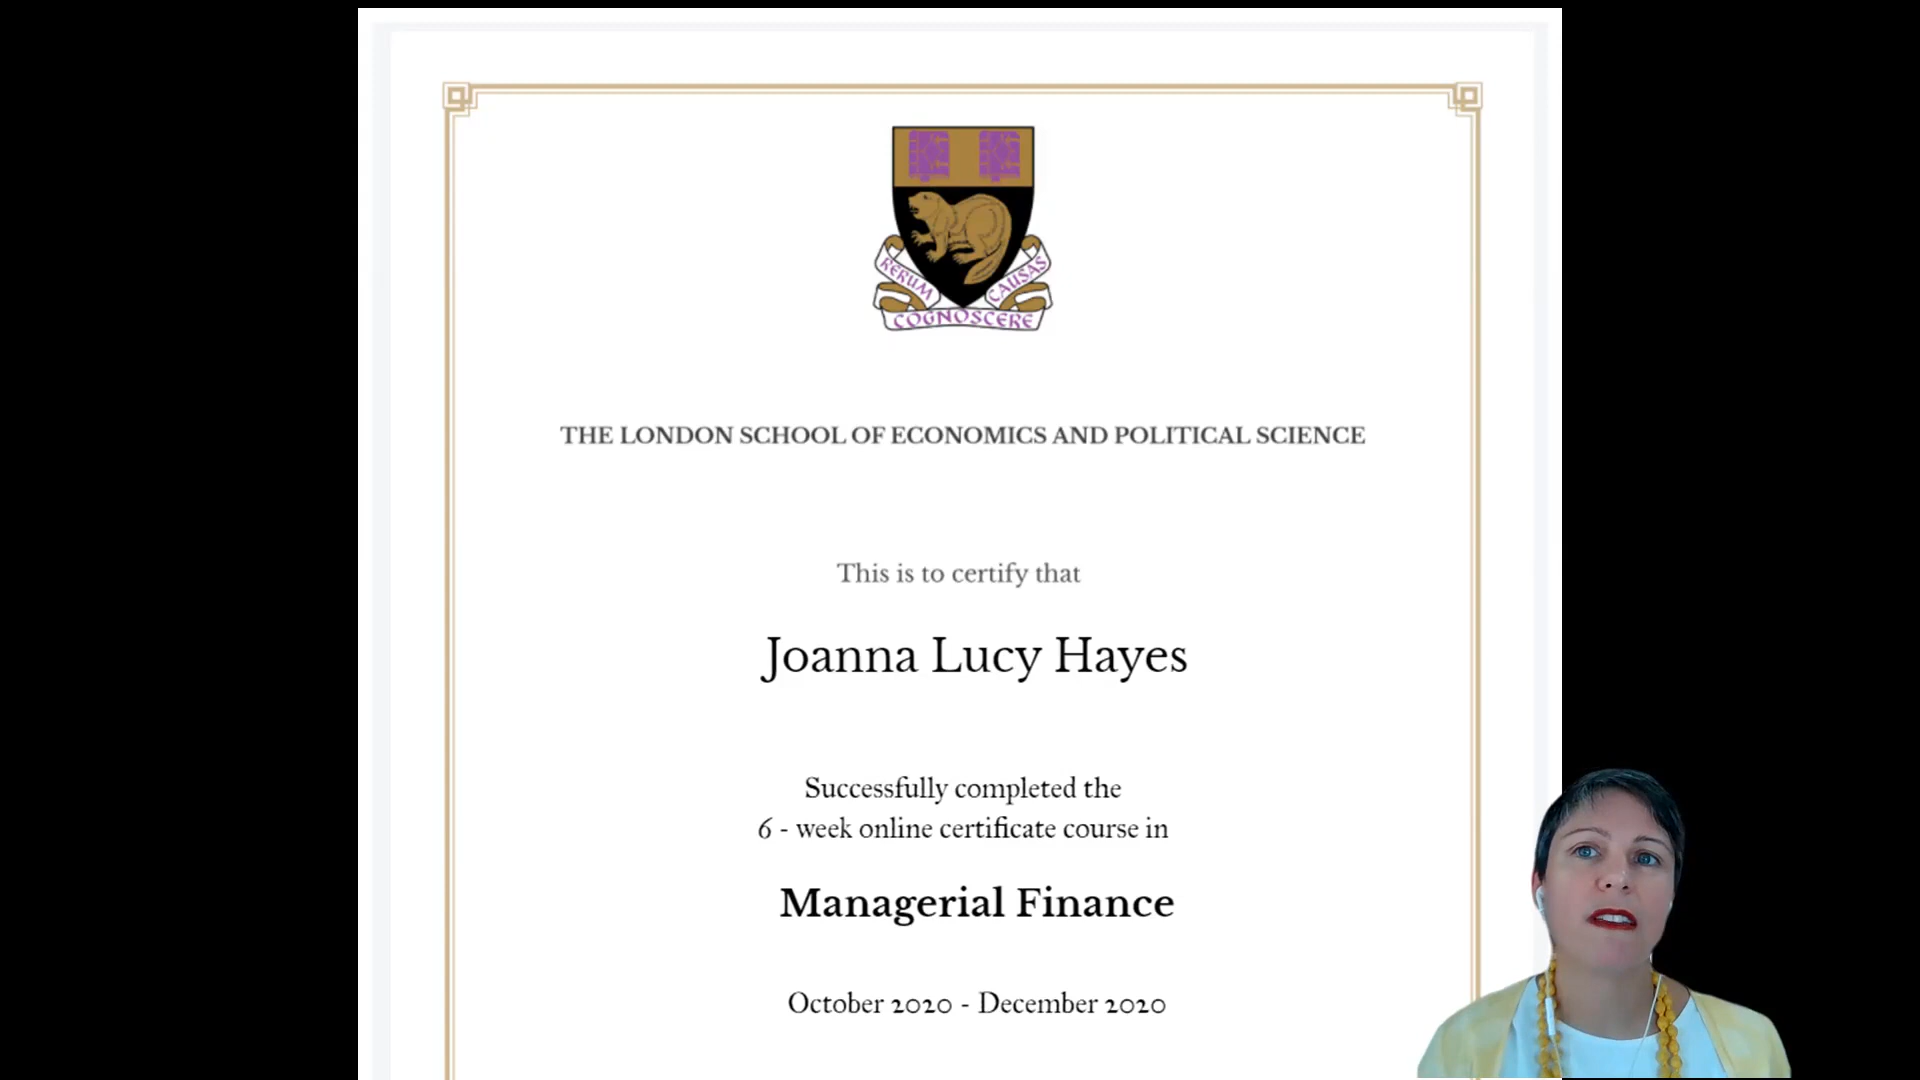 RERUM
CAUSAS
COGNOSCERE
THE LONDON SCHOOL OF ECONOMICS AND POLITICAL SCIENCE
This is to certify that
Joanna Lucy Hayes
Successfully completed the
6 - week online certificate course in
Managerial Finance
October 2020 - December 2020